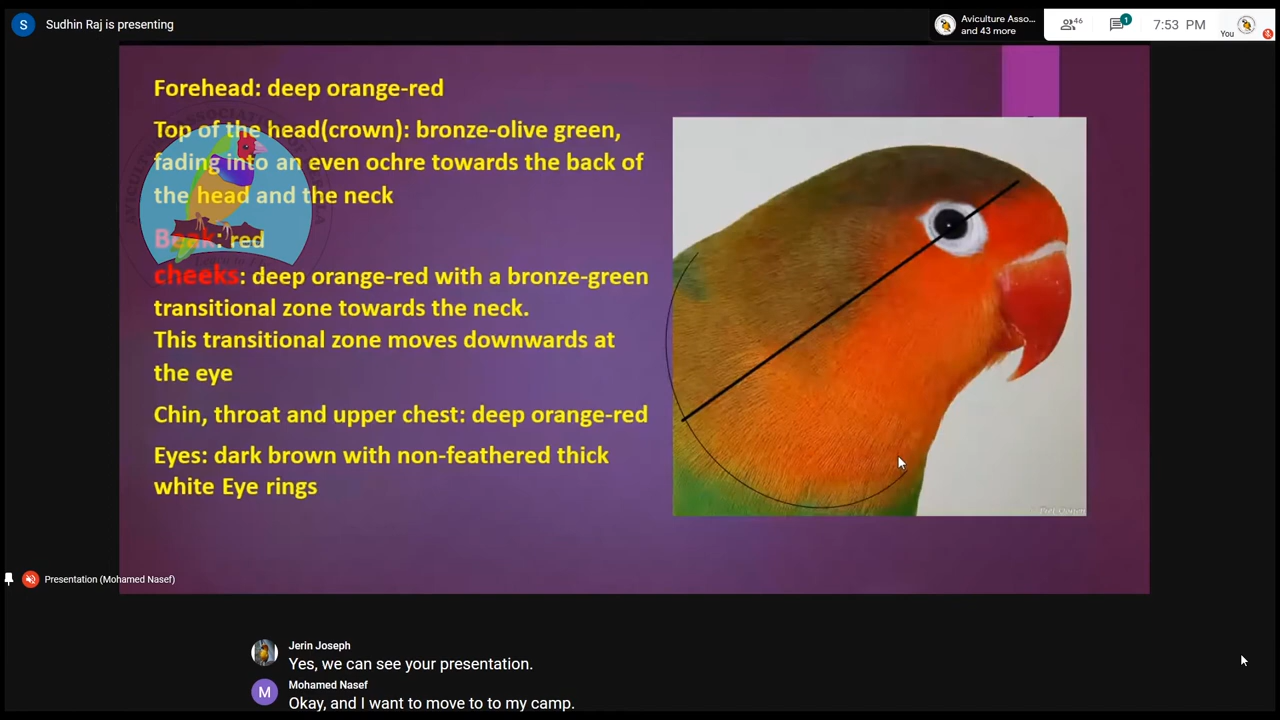 S
Sudhin Raj is presenting
Aviculture Asso...
and 43 more
46
1
7:53 PM
You
Forehead: deep orange-red
Top of the head(crown): bronze-olive green,
fading into an even ochre towards the back of
the head and the neck
Beak: red
cheeks: deep orange-red with a bronze-green
transitional zone towards the neck.
This transitional zone moves downwards at
the eye
Chin, throat and upper chest: deep orange-red
Eyes: dark brown with non-feathered thick
white Eye rings
Presentation (Mohamed Nasef)
Jerin Joseph
Yes, we can see your presentation.
M
Mohamed Nasef
Okay, and I want to move to to my camp.